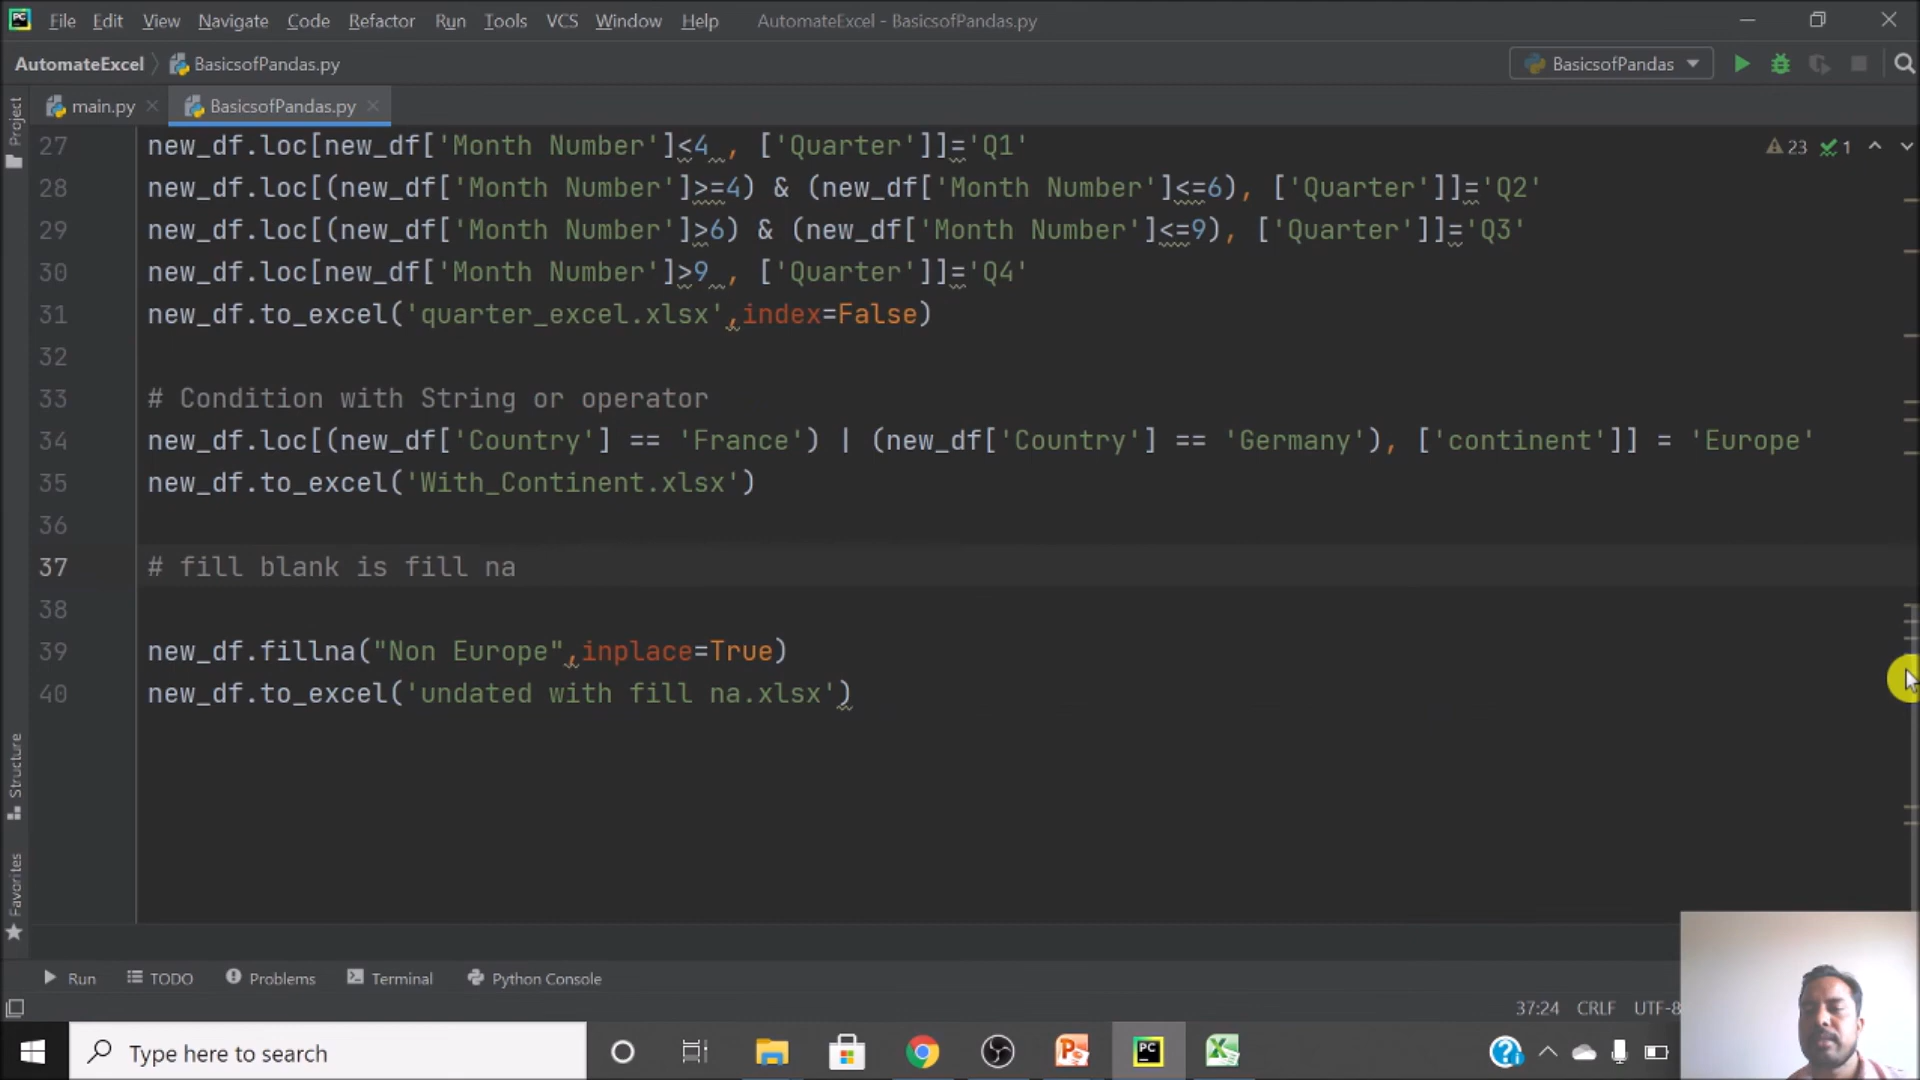 File Edit View Navigate Code Refactor Run Tools VCS Window Help AutomateExcel - BasicsofPandas.py
AutomateExcel BasicsofPandas.py BasicsofPandas
main.py BasicsofPandas.py
Project
27 new_df.loc[new_df['Month Number']<4 , ['Quarter']]='Q1'
23 1
28 new_df.loc[(new_df['Month Number']>=4) & (new_df['Month Number']<=6), ['Quarter']]='Q2'
29 new_df.loc[(new_df['Month Number']>6) & (new_df['Month Number']<=9), ['Quarter']]='Q3'
30 new_df.loc[new_df['Month Number']>9 , ['Quarter']]='Q4'
31 new_df.to_excel('quarter_excel.xlsx',index=False)
32
33 # Condition with String or operator
34 new_df.loc[(new_df['Country'] == 'France') | (new_df['Country'] == 'Germany'), ['continent']] = 'Europe'
35 new_df.to_excel('With_Continent.xlsx')
36
37 # fill blank is fill na
38
39 new_df.fillna("Non Europe",inplace=True)
40 new_df.to_excel('undated with fill na.xlsx')
Structure
Favorites
Run TODO Problems Terminal Python Console
37:24 CRLF UTF-8
Type here to search